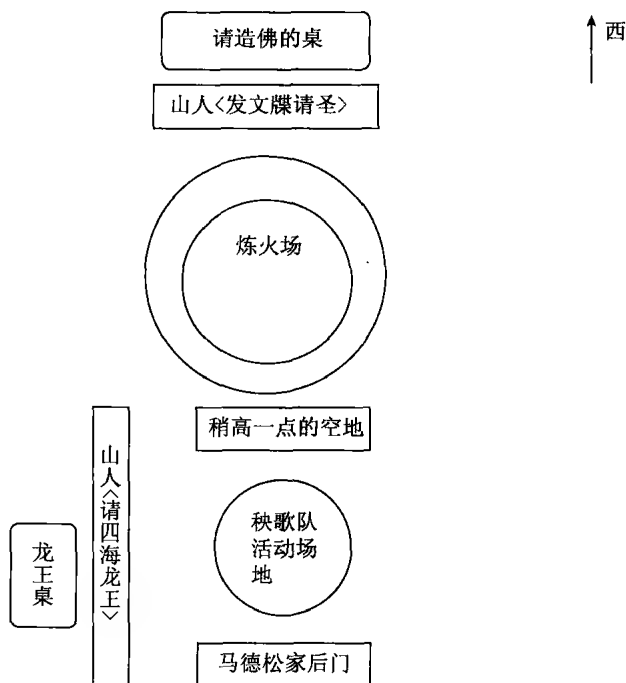 请造佛的桌
西
山人<发文牒请圣>
炼火场
稍高一点的空地
山人<请四海龙王>
秧歌队
活动场
地
龙王桌
马德松家后门